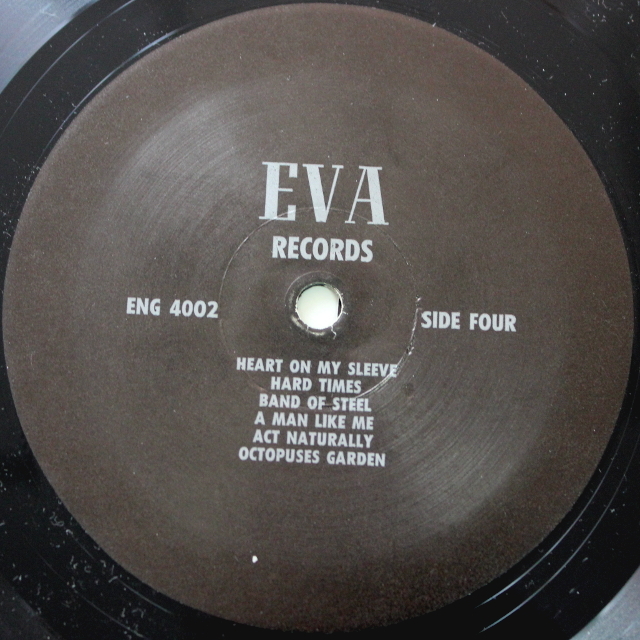 EVA
RECORDS
ENG 4002
SIDE FOUR
HEART ON MY SLEEVE
HARD TIMES
BAND OF STEEL
A MAN LIKE ME
ACT NATURALLY
OCTOPUSES GARDEN